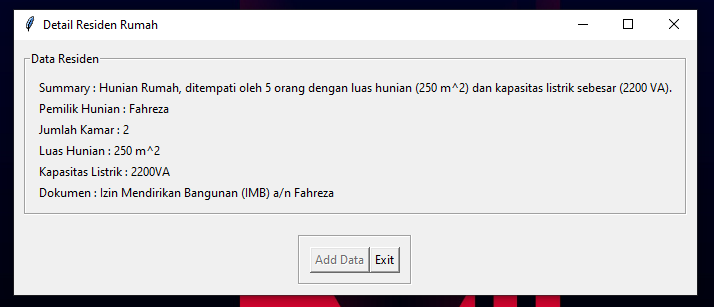 Detail Residen Rumah
Data Residen
Summary : Hunian Rumah, ditempati oleh 5 orang dengan luas hunian (250 m^2) dan kapasitas listrik sebesar (2200 VA).
Pemilik Hunian : Fahreza
Jumlah Kamar : 2
Luas Hunian : 250 m^2
Kapasitas Listrik : 2200VA
Dokumen : Izin Mendirikan Bangunan (IMB) a/n Fahreza
Add Data Exit